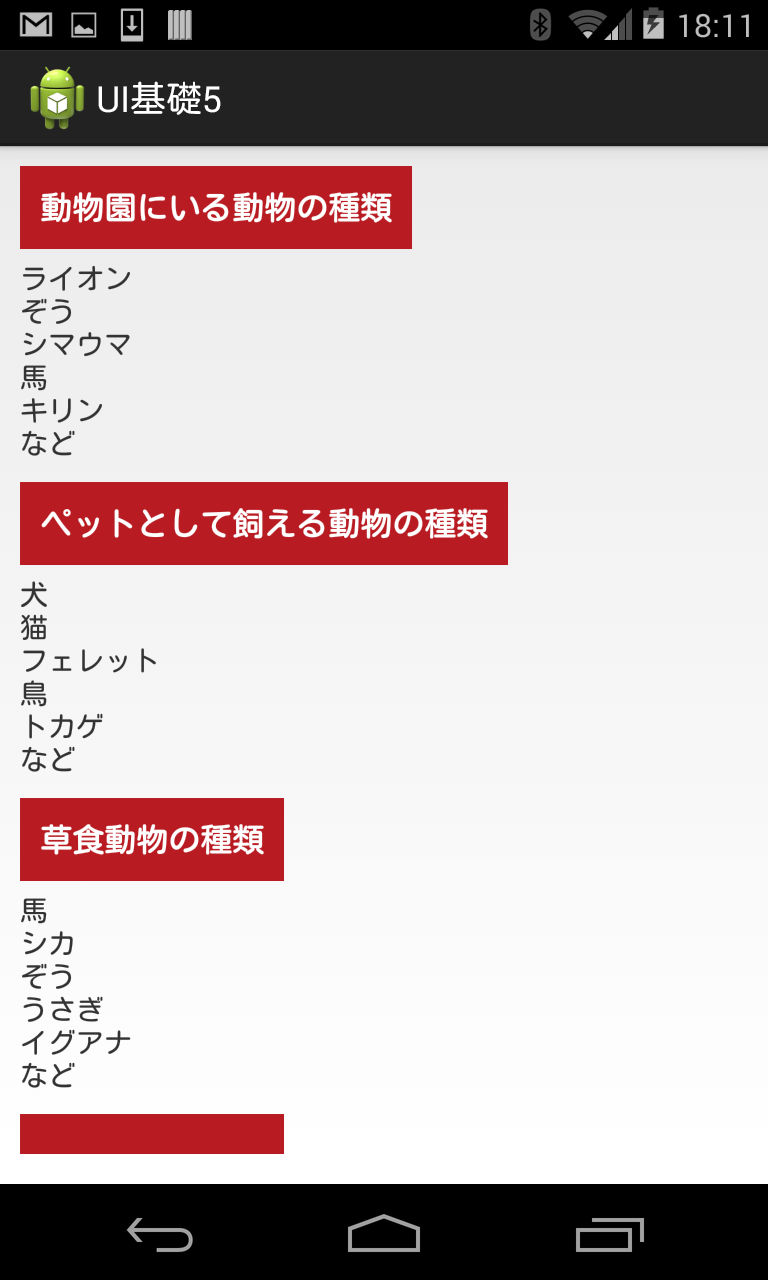 18:11
UI基礎5
動物園にいる動物の種類
ライオン
ぞう
シマウマ
馬
キリン
など
ペットとして飼える動物の種類
犬
猫
フェレット
鳥
トカゲ
など
草食動物の種類
馬
シカ
ぞう
うさぎ
イグアナ
など